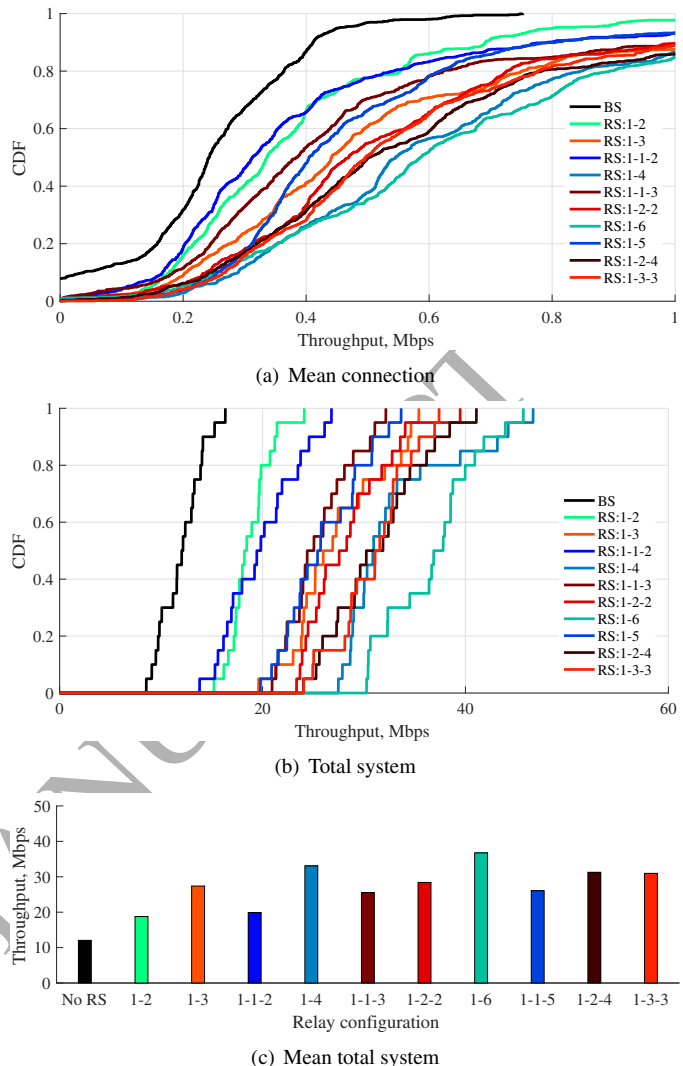 1
0.8
0.6
0.4
0.2
0
CDF
0 0.2 0.4 0.6 0.8 1
Throughput, Mbps
BS
RS:1-2
RS:1-3
RS:1-1-2
RS:1-4
RS:1-1-3
RS:1-2-2
RS:1-6
RS:1-5
RS:1-2-4
RS:1-3-3
(a) Mean connection
1
0.8
0.6
0.4
0.2
0
CDF
0 20 40 60
Throughput, Mbps
BS
RS:1-2
RS:1-3
RS:1-1-2
RS:1-4
RS:1-1-3
RS:1-2-2
RS:1-6
RS:1-5
RS:1-2-4
RS:1-3-3
(b) Total system
50
40
30
20
10
0
Throughput, Mbps
No RS 1-2 1-3 1-1-2 1-4 1-1-3 1-2-2 1-6 1-1-5 1-2-4 1-3-3
Relay configuration
(c) Mean total system